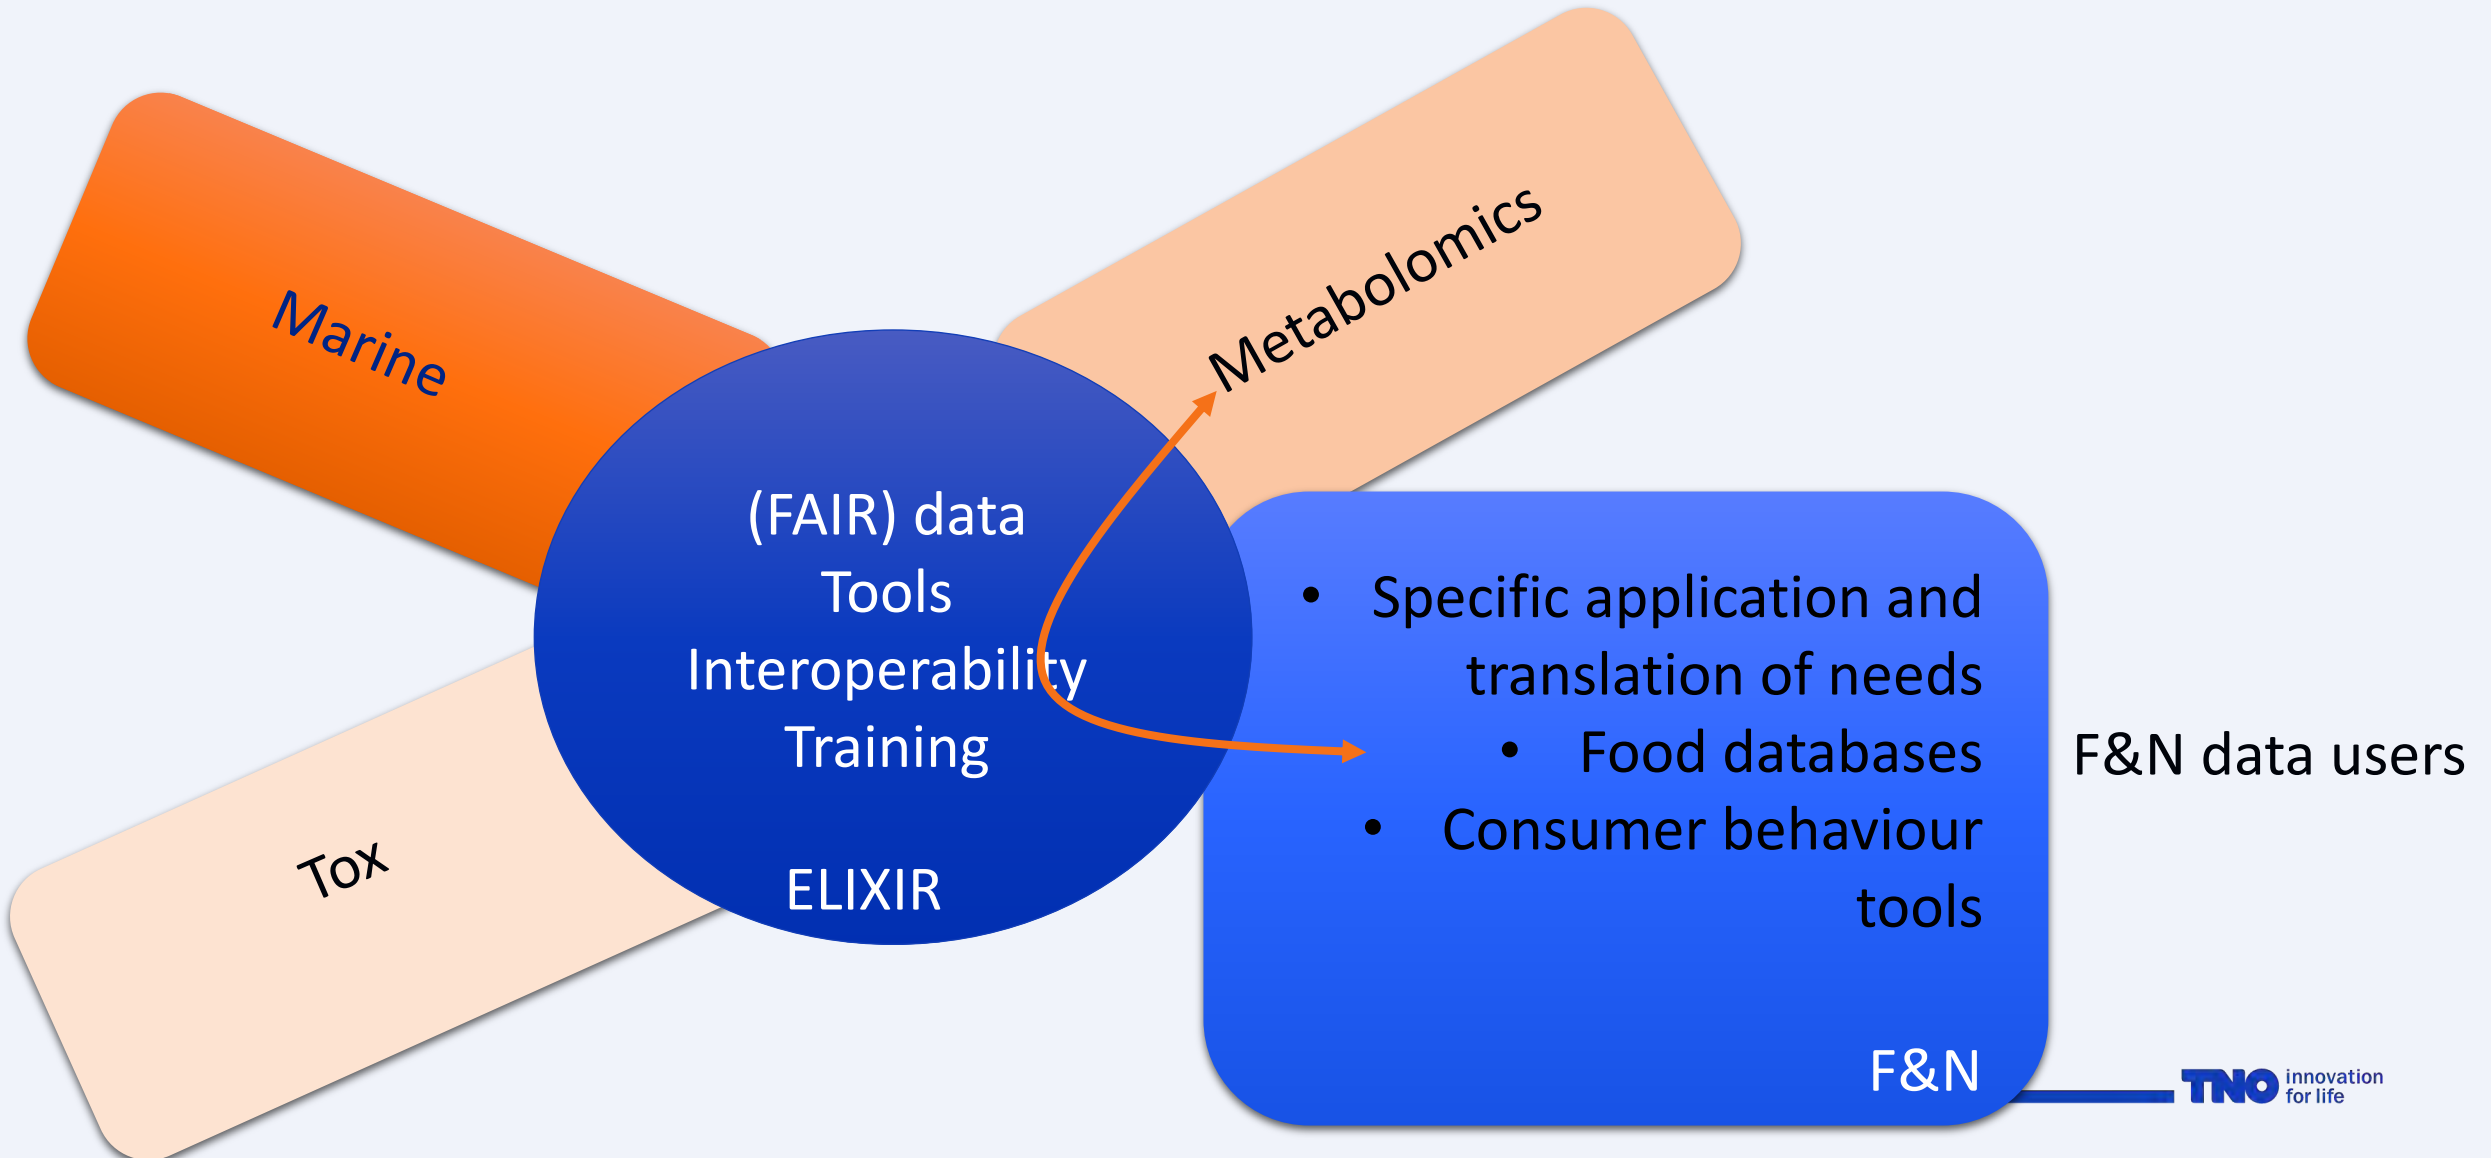 Marine
Metabolomics
(FAIR) data
Tools
Interoperability
Training
ELIXIR
Tox
• Specific application and
translation of needs
• Food databases
• Consumer behaviour
tools
F&N
F&N data users
TNO innovation
for life